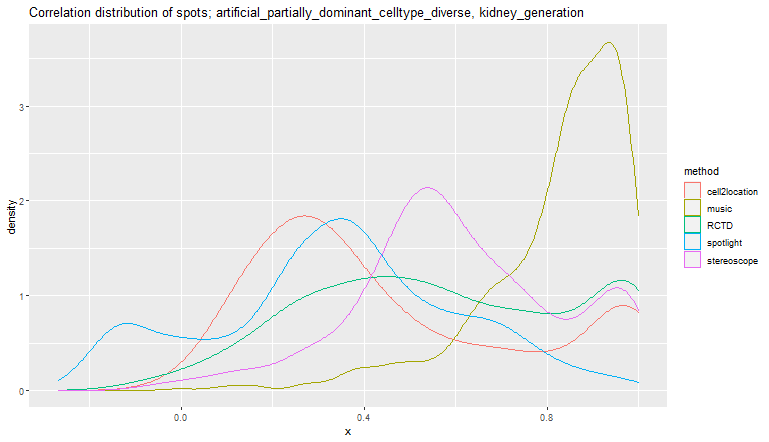 Correlation distribution of spots; artificial_partially_dominant_celltype_diverse, kidney_generation
density
3
2
1
0
0.0 0.4 0.8
x
method
cell2location
music
RCTD
spotlight
stereoscope